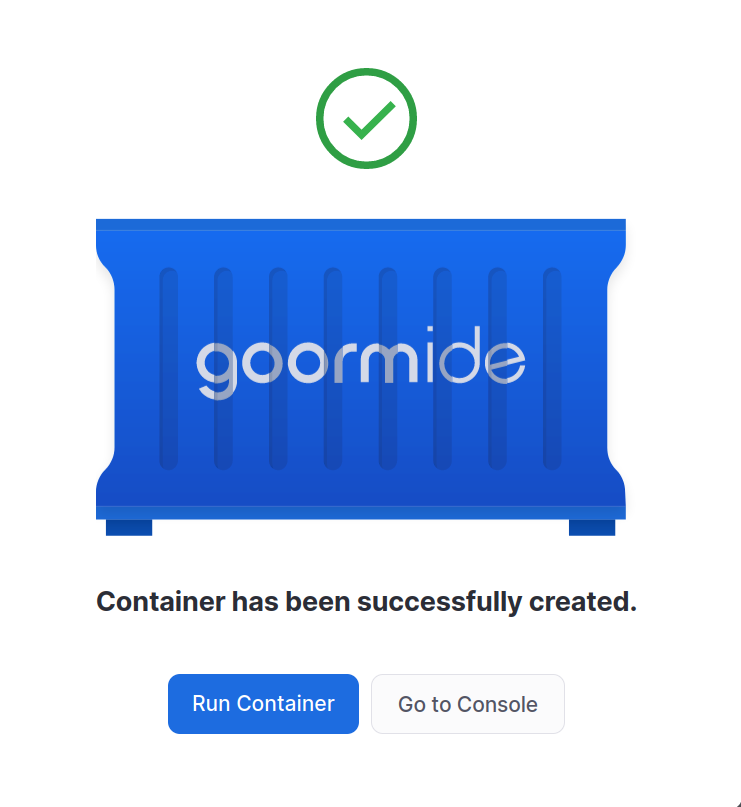 goormide
Container has been successfully created.
Run Container
Go to Console